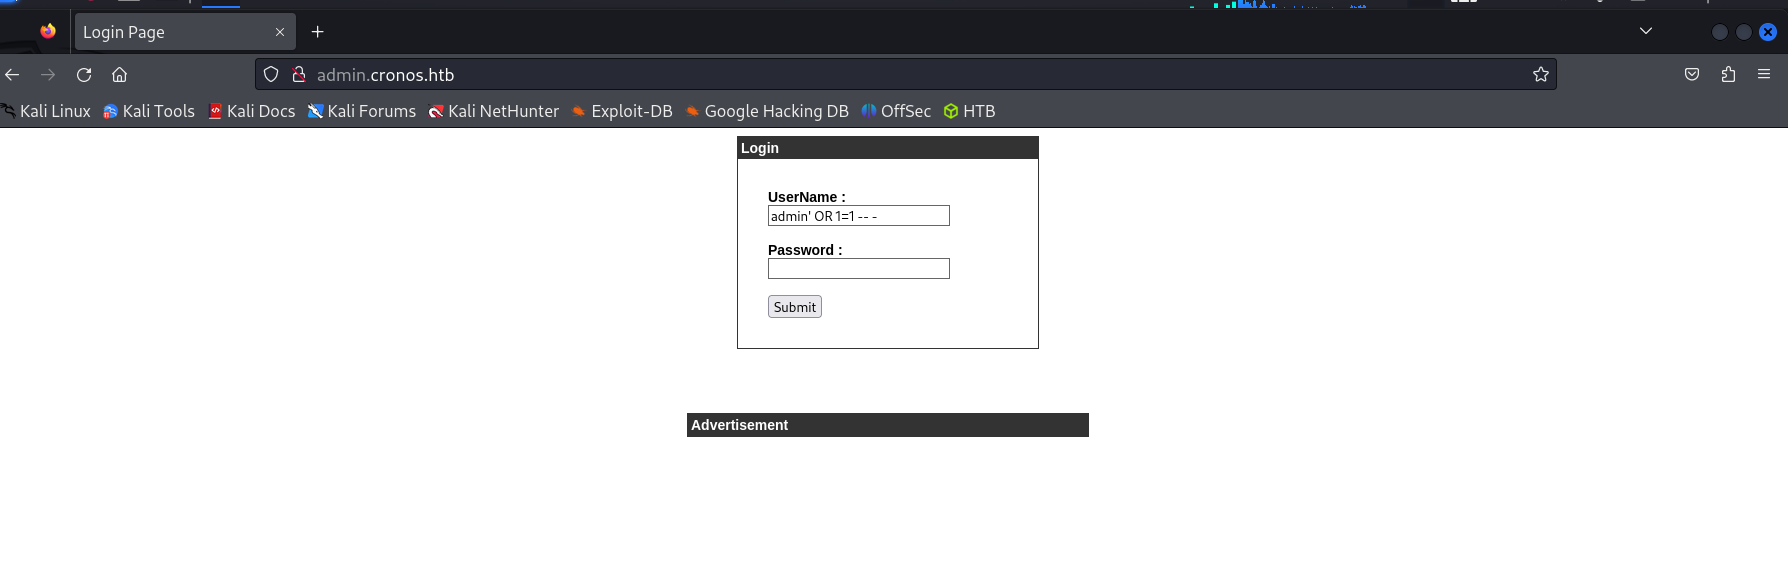 Login Page
admin.cronos.htb
Kali Linux Kali Tools Kali Docs Kali Forums Kali NetHunter Exploit-DB Google Hacking DB OffSec HTB
Login
UserName :
admin' OR 1=1 -- -
Password :
Submit
Advertisement